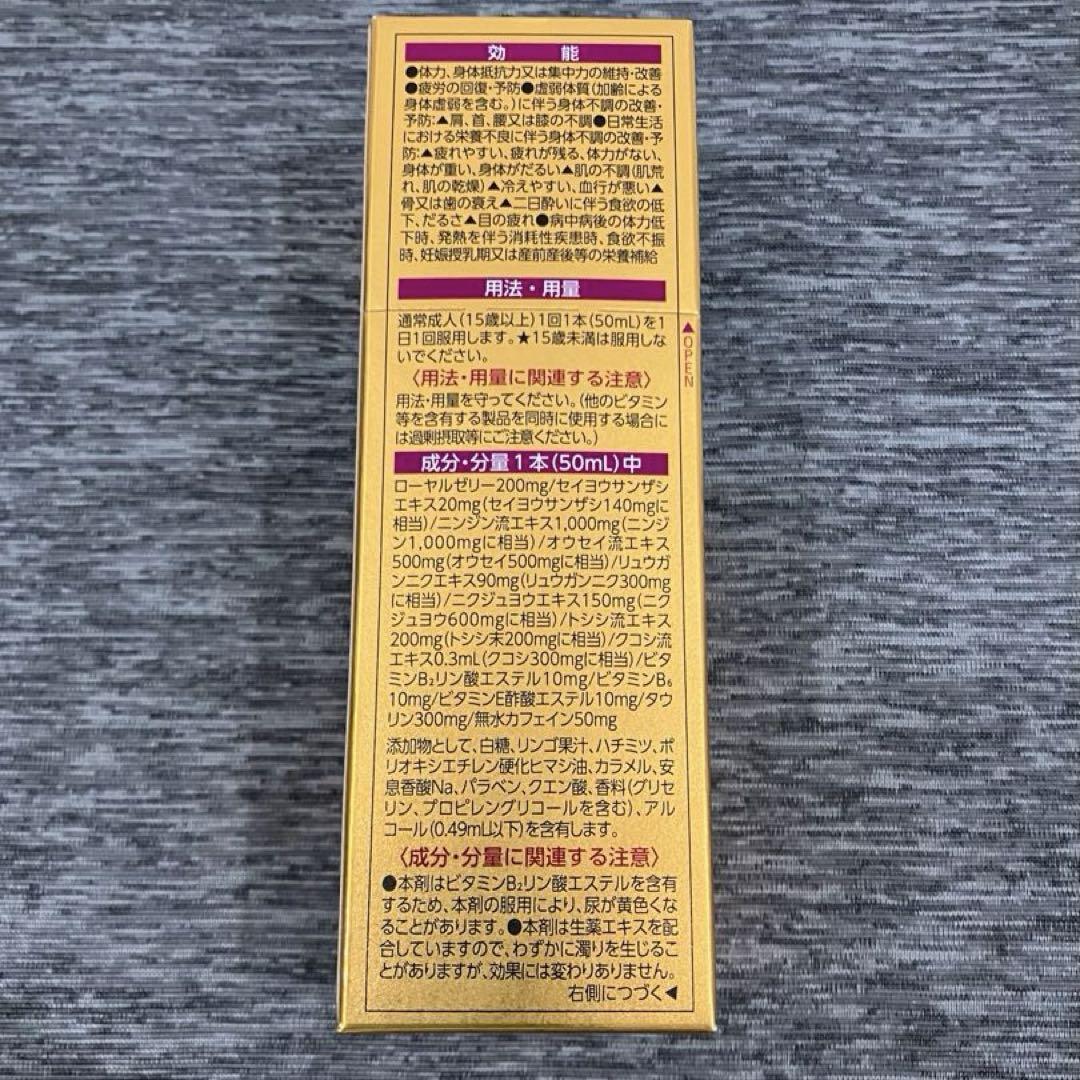 効能
●体力、身体抵抗力又は集中力の維持・改善
●疲労の回復・予防●虚弱体質(加齢による
身体虚弱を含む。)に伴う身体不調の改善・
予防:▲肩、首、腰又は膝の不調●日常生活
における栄養不良に伴う身体不調の改善・予
防:▲疲れやすい、疲れが残る、体力がない、
身体が重い、身体がだるい▲肌の不調(肌荒
れ、肌の乾燥)▲冷えやすい、血行が悪い▲
骨又は歯の衰え▲二日酔いに伴う食欲の低
下、だるさ▲目の疲れ●病中病後の体力低
下時、発熱を伴う消耗性疾患時、食欲不振
時、妊娠授乳期又は産前産後等の栄養補給
用法・用量
通常成人(15歳以上)1回1本(50mL)を1
日1回服用します。★15歳未満は服用しな
いでください。
〈用法・用量に関連する注意〉
用法・用量を守ってください。(他のビタミン
等を含有する製品を同時に使用する場合に
は過剰摂取等にご注意ください。)
▲OPEN
成分・分量1本(50mL)中
ローヤルゼリー200mg/セイヨウサンザシ
エキス20mg(セイヨウサンザシ140mgに
相当)/ニンジン流エキス1,000mg(ニンジ
ン1,000mgに相当)/オウセイ流エキス
500mg(オウセイ500mgに相当)/リュウガ
ンニクエキス90mg(リュウガンニク300mg
に相当)/ニクジュヨウエキス150mg(ニク
ジュヨウ600mgに相当)/トシシ流エキス
200mg(トシシ末200mgに相当)/クコシ流
エキス0.3mL(クコシ300mgに相当)/ビタ
ミンB₂リン酸エステル10mg/ビタミンB₆
10mg/ビタミンE酢酸エステル10mg/タウ
リン300mg/無水カフェイン50mg
添加物として、白糖、リンゴ果汁、ハチミツ、ポ
リオキシエチレン硬化ヒマシ油、カラメル、安
息香酸Na、パラベン、クエン酸、香料(グリセ
リン、プロピレングリコールを含む)、アル
コール(0.49mL以下)を含有します。
〈成分・分量に関連する注意〉
●本剤はビタミンB₂リン酸エステルを含有
するため、本剤の服用により、尿が黄色くな
ることがあります。●本剤は生薬エキスを配
合していますので、わずかに濁りを生じるこ
とがありますが、効果には変わりありません。
右側につづく◀